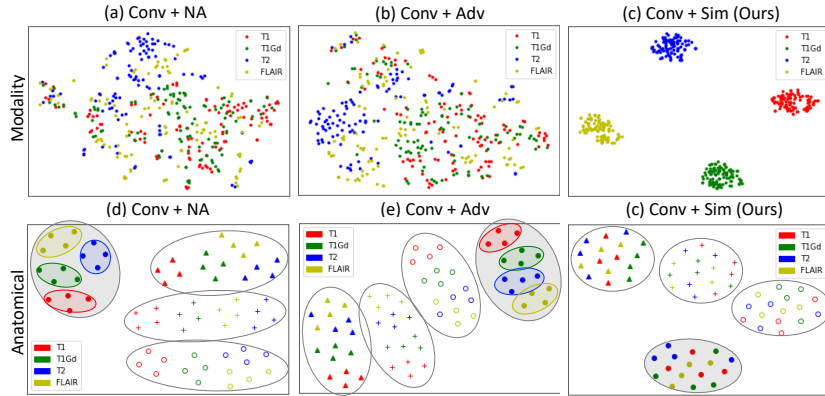 (a) Conv + NA
(b) Conv + Adv
(c) Conv + Sim (Ours)
Modality
T1
T1Gd
T2
FLAIR
T1
T1Gd
T2
FLAIR
T1
T1Gd
T2
FLAIR
(d) Conv + NA
(e) Conv + Adv
(c) Conv + Sim (Ours)
Anatomical
T1
T1Gd
T2
FLAIR
T1
T1Gd
T2
FLAIR
T1
T1Gd
T2
FLAIR